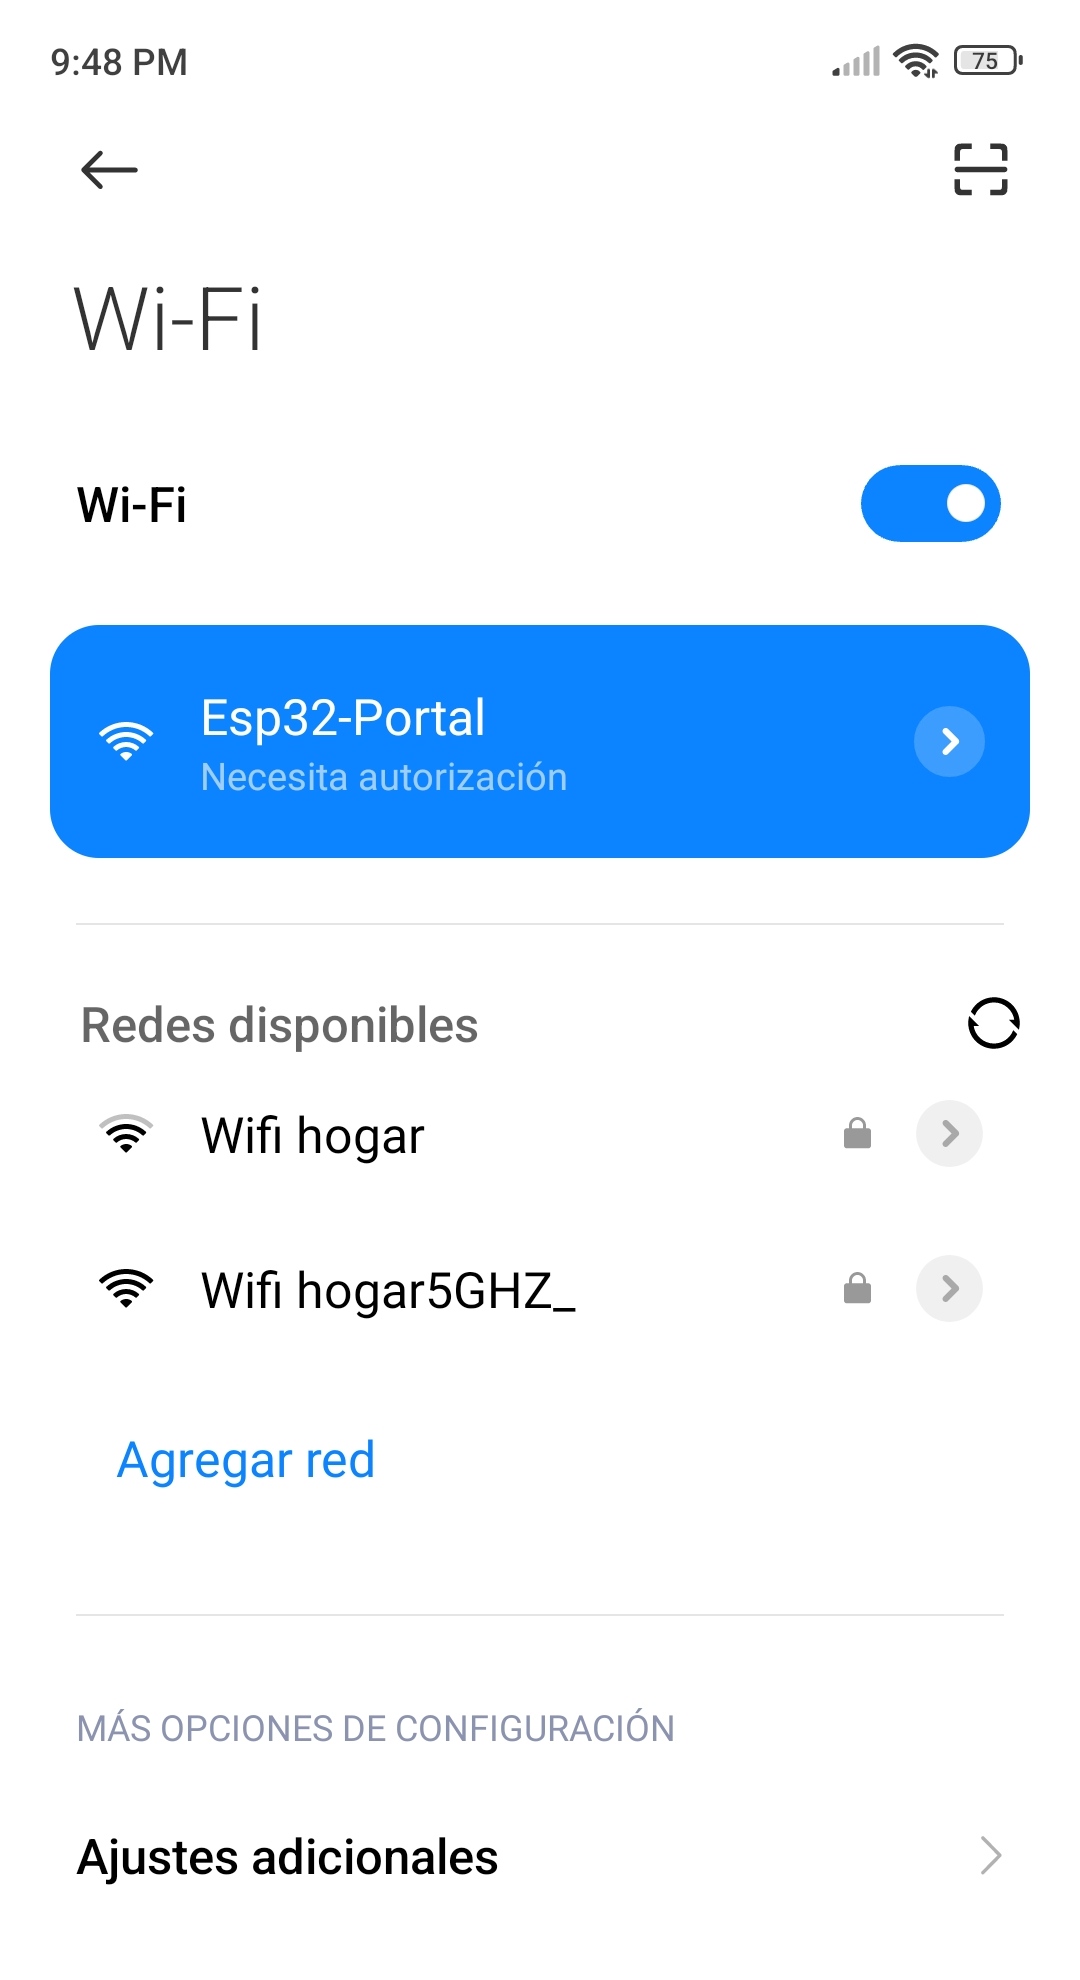 9:48 PM
75
Wi-Fi
Wi-Fi
Esp32-Portal
Necesita autorización
Redes disponibles
Wifi hogar
Wifi hogar5GHZ_
Agregar red
MÁS OPCIONES DE CONFIGURACIÓN
Ajustes adicionales